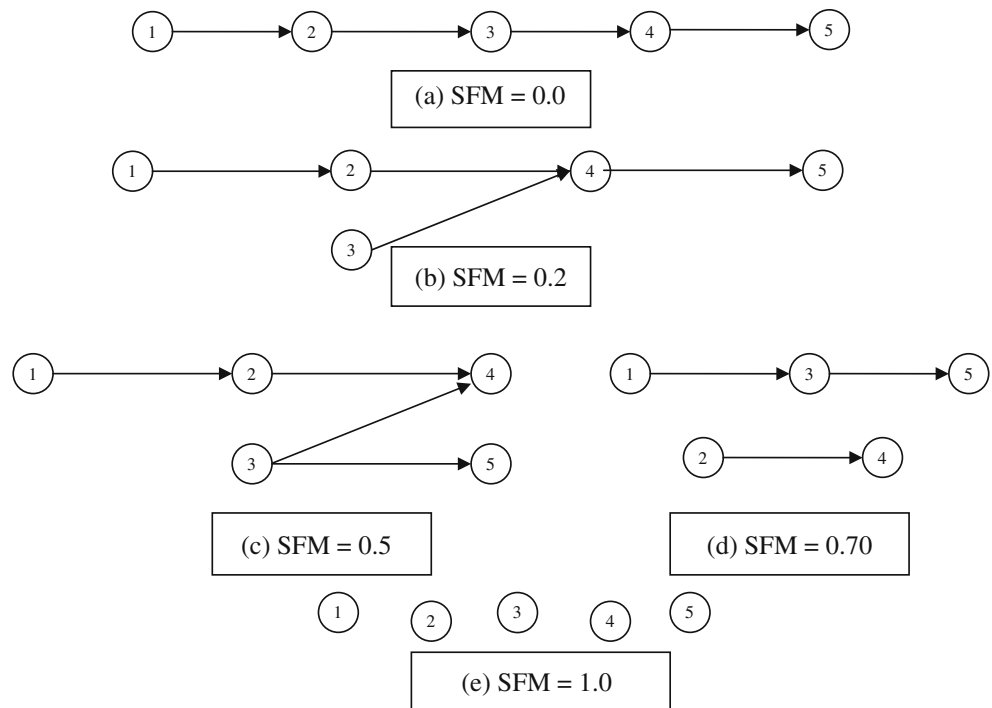 1 2 3 4 5
(a) SFM = 0.0
1 2 4 5
3
(b) SFM = 0.2
1 2 4
3 5
(c) SFM = 0.5
1 3 5
2 4
(d) SFM = 0.70
1 2 3 4 5
(e) SFM = 1.0